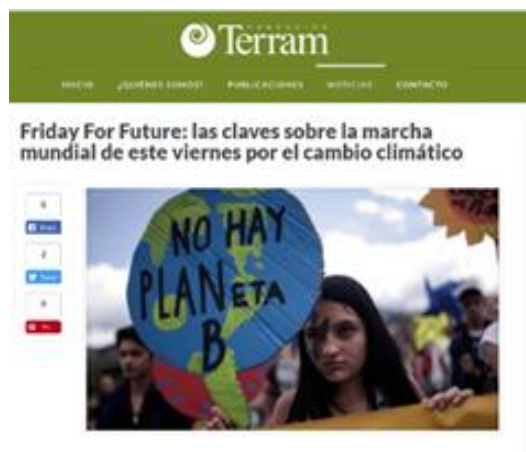 FUNDACIÓN
Terram
INICIO ¿QUIÉNES SOMOS? PUBLICACIONES NOTICIAS CONTACTO
Friday For Future: las claves sobre la marcha
mundial de este viernes por el cambio climático
NO HAY
PLANETA
B